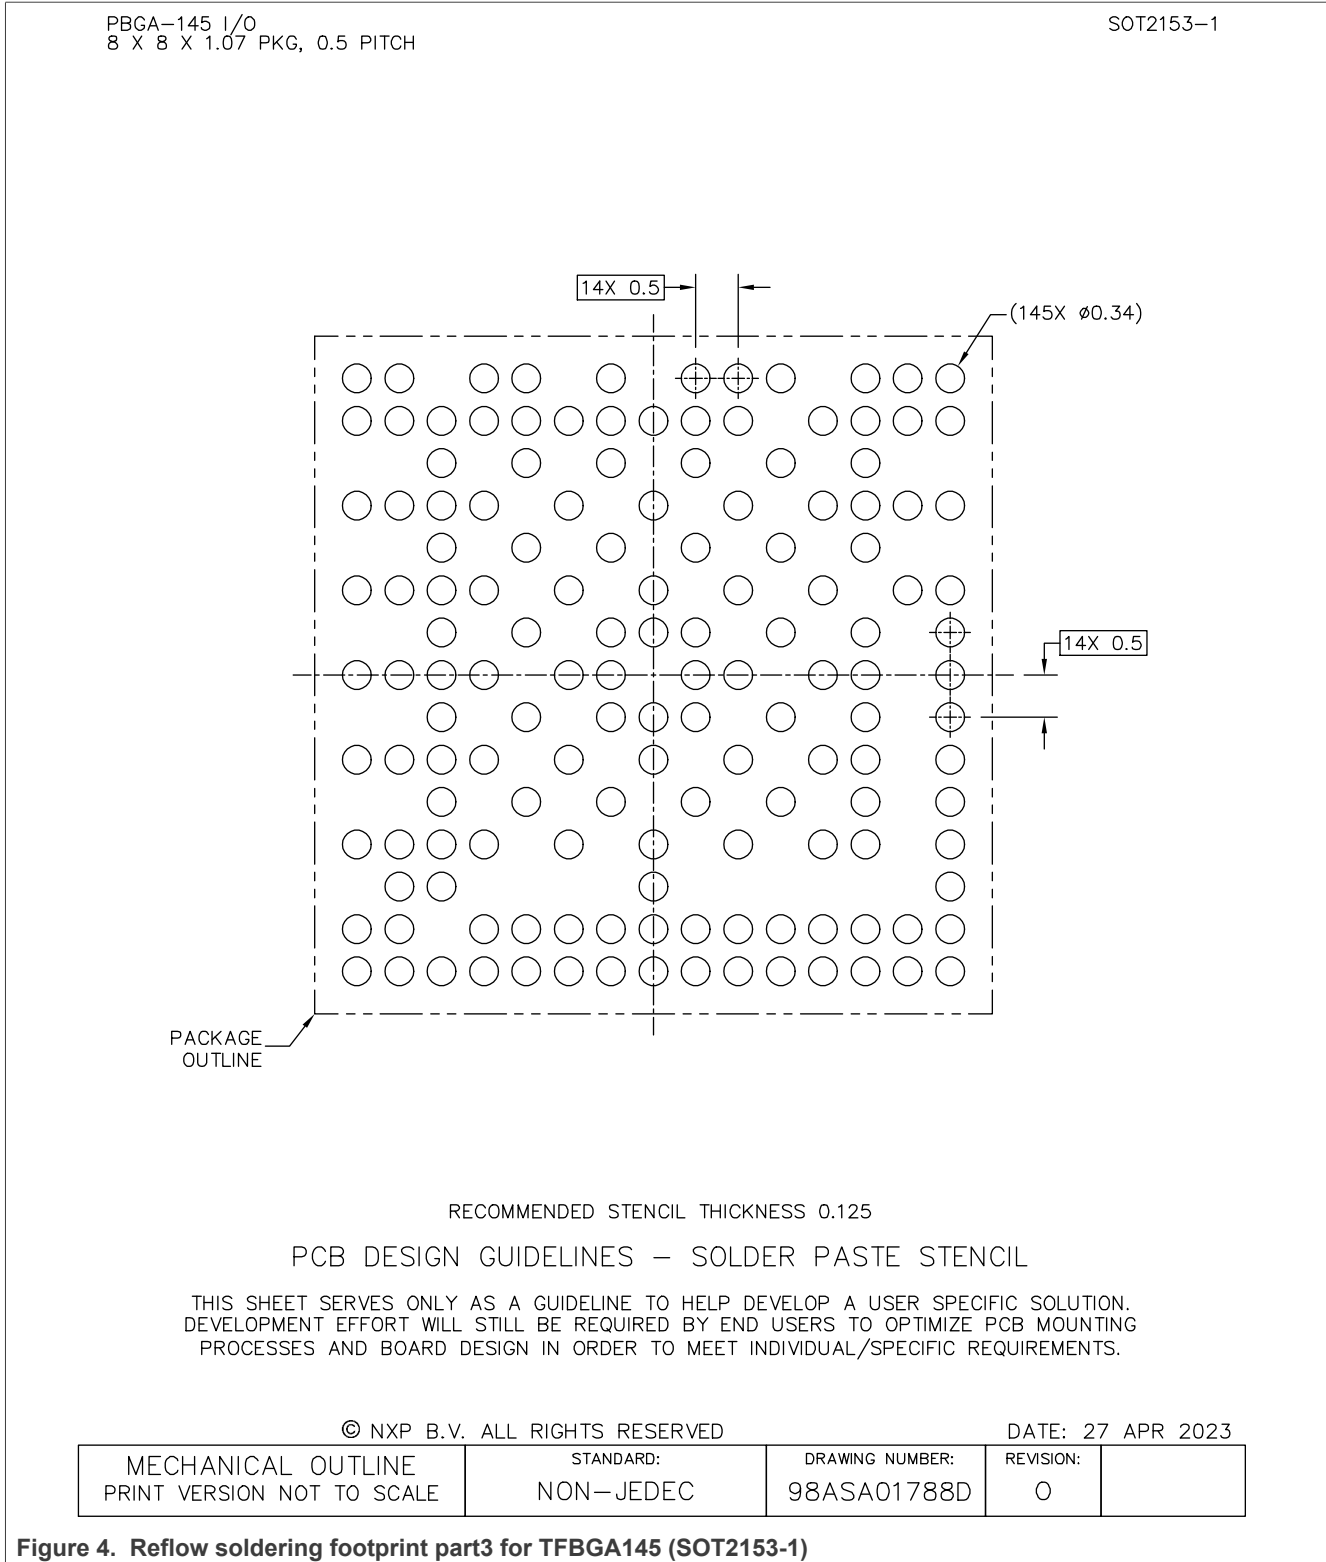 PBGA-145 I/O
8 X 8 X 1.07 PKG, 0.5 PITCH
SOT2153-1
14X 0.5
(145X ⌀0.34)
14X 0.5
PACKAGE
OUTLINE
RECOMMENDED STENCIL THICKNESS 0.125
PCB DESIGN GUIDELINES – SOLDER PASTE STENCIL
THIS SHEET SERVES ONLY AS A GUIDELINE TO HELP DEVELOP A USER SPECIFIC SOLUTION.
DEVELOPMENT EFFORT WILL STILL BE REQUIRED BY END USERS TO OPTIMIZE PCB MOUNTING
PROCESSES AND BOARD DESIGN IN ORDER TO MEET INDIVIDUAL/SPECIFIC REQUIREMENTS.
© NXP B.V. ALL RIGHTS RESERVED
DATE: 27 APR 2023
MECHANICAL OUTLINE
PRINT VERSION NOT TO SCALE
STANDARD:
NON-JEDEC
DRAWING NUMBER:
98ASA01788D
REVISION:
O
Figure 4. Reflow soldering footprint part3 for TFBGA145 (SOT2153-1)